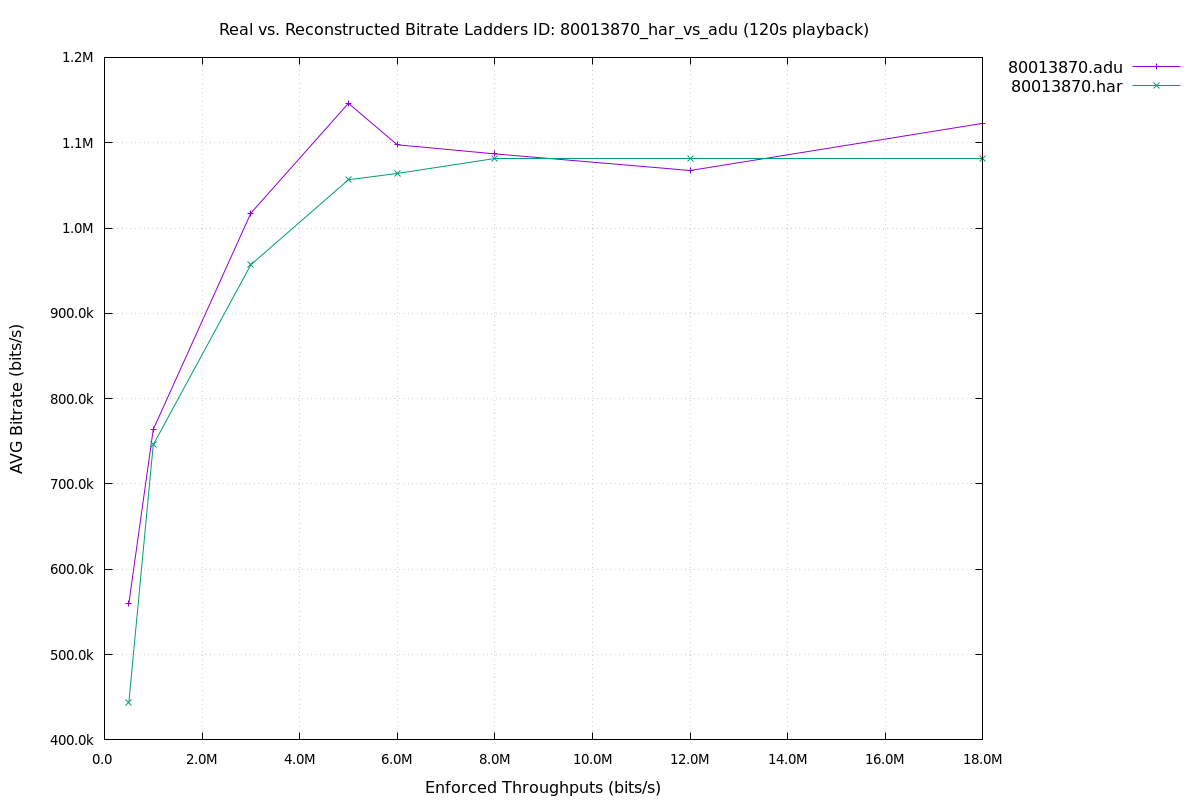 Real vs. Reconstructed Bitrate Ladders ID: 80013870_har_vs_adu (120s playback)
80013870.adu
80013870.har
1.2M
1.1M
1.0M
900.0k
800.0k
700.0k
600.0k
500.0k
400.0k
AVG Bitrate (bits/s)
0.0 2.0M 4.0M 6.0M 8.0M 10.0M 12.0M 14.0M 16.0M 18.0M
Enforced Throughputs (bits/s)